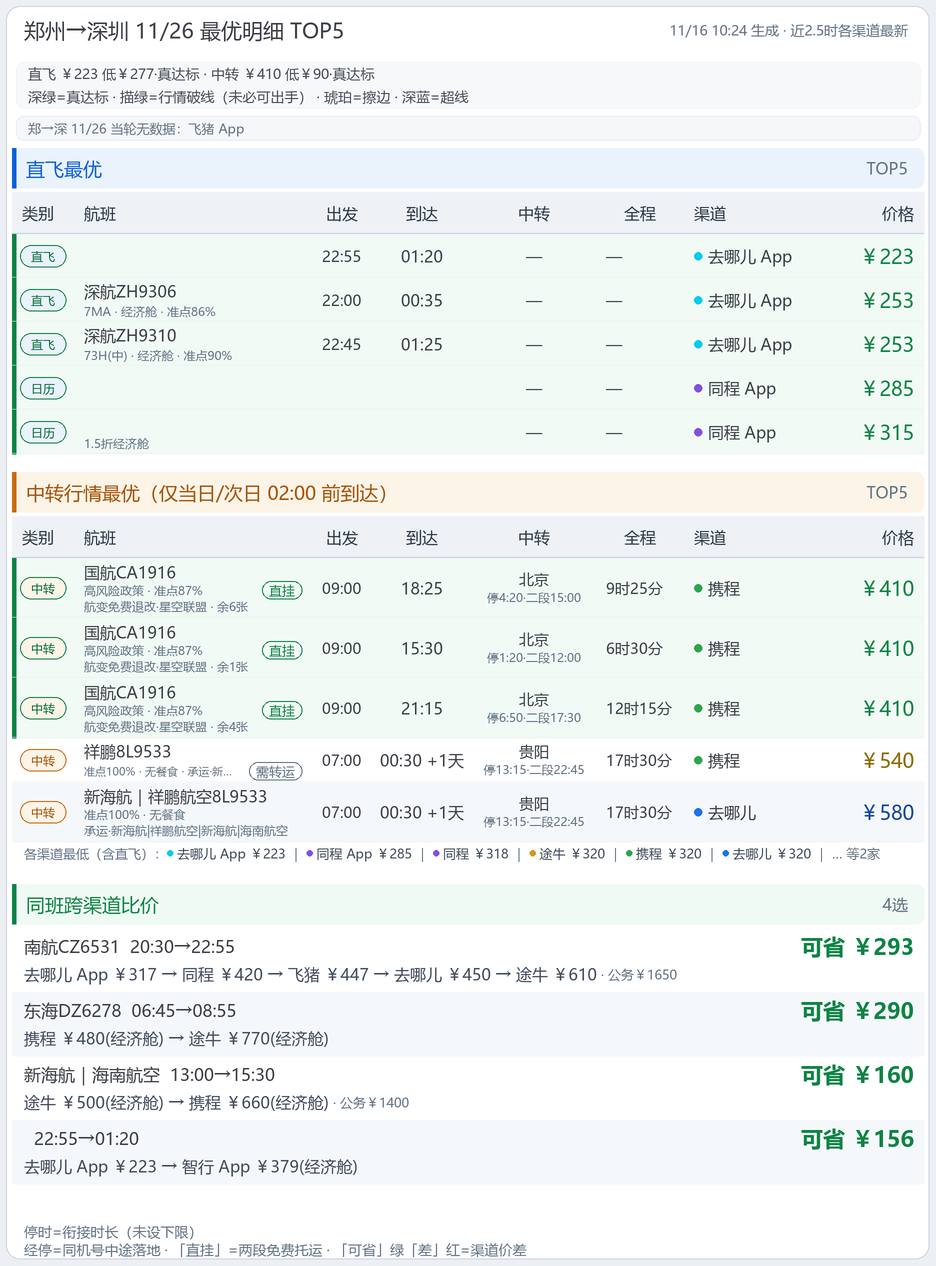 郑州→深圳 11/26 最优明细 TOP5
11/16 10:24 生成 · 近2.5时各渠道最新
直飞 ￥223 低￥277·真达标 · 中转 ￥410 低￥90·真达标
深绿=真达标 · 描绿=行情破线（未必可出手） · 琥珀=擦边 · 深蓝=超线
郑→深 11/26 当轮无数据：飞猪 App
直飞最优 TOP5
类别 航班 出发 到达 中转 全程 渠道 价格
直飞 22:55 01:20 — — 去哪儿 App ￥223
直飞 深航ZH9306 22:00 00:35 — — 去哪儿 App ￥253
7MA · 经济舱 · 准点86%
直飞 深航ZH9310 22:45 01:25 — — 去哪儿 App ￥253
73H(中) · 经济舱 · 准点90%
日历 — — 同程 App ￥285
日历 — — 同程 App ￥315
1.5折经济舱
中转行情最优（仅当日/次日 02:00 前到达） TOP5
类别 航班 出发 到达 中转 全程 渠道 价格
国航CA1916
中转 高风险政策 · 准点87% 直挂 09:00 18:25 北京 9时25分 携程 ￥410
航变免费退改·星空联盟 · 余6张 停4:20·二段15:00
国航CA1916
中转 高风险政策 · 准点87% 直挂 09:00 15:30 北京 6时30分 携程 ￥410
航变免费退改·星空联盟 · 余1张 停1:20·二段12:00
国航CA1916
中转 高风险政策 · 准点87% 直挂 09:00 21:15 北京 12时15分 携程 ￥410
航变免费退改·星空联盟 · 余4张 停6:50·二段17:30
中转 祥鹏8L9533 07:00 00:30 +1天 贵阳 17时30分 携程 ￥540
准点100% · 无餐食 · 承运·新... 需转运 停13:15·二段22:45
新海航｜祥鹏航空8L9533
中转 准点100% · 无餐食 07:00 00:30 +1天 贵阳 17时30分 去哪儿 ￥580
承运·新海航|祥鹏航空|新海航|海南航空 停13:15·二段22:45
各渠道最低（含直飞）: 去哪儿 App ￥223 ｜ 同程 App ￥285 ｜ 同程 ￥318 ｜ 途牛 ￥320 ｜ 携程 ￥320 ｜ 去哪儿 ￥320 ｜ ... 等2家
同班跨渠道比价 4选
南航CZ6531 20:30→22:55 可省 ￥293
去哪儿 App ￥317 → 同程 ￥420 → 飞猪 ￥447 → 去哪儿 ￥450 → 途牛 ￥610 · 公务￥1650
东海DZ6278 06:45→08:55 可省 ￥290
携程 ￥480(经济舱) → 途牛 ￥770(经济舱)
新海航｜海南航空 13:00→15:30 可省 ￥160
途牛 ￥500(经济舱) → 携程 ￥660(经济舱) · 公务￥1400
22:55→01:20 可省 ￥156
去哪儿 App ￥223 → 智行 App ￥379(经济舱)
停时=衔接时长（未设下限）
经停=同机号中途落地 · 「直挂」=两段免费托运 · 「可省」绿「差」红=渠道价差